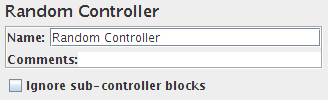 Random Controller
Name: Random Controller
Comments:
Ignore sub-controller blocks